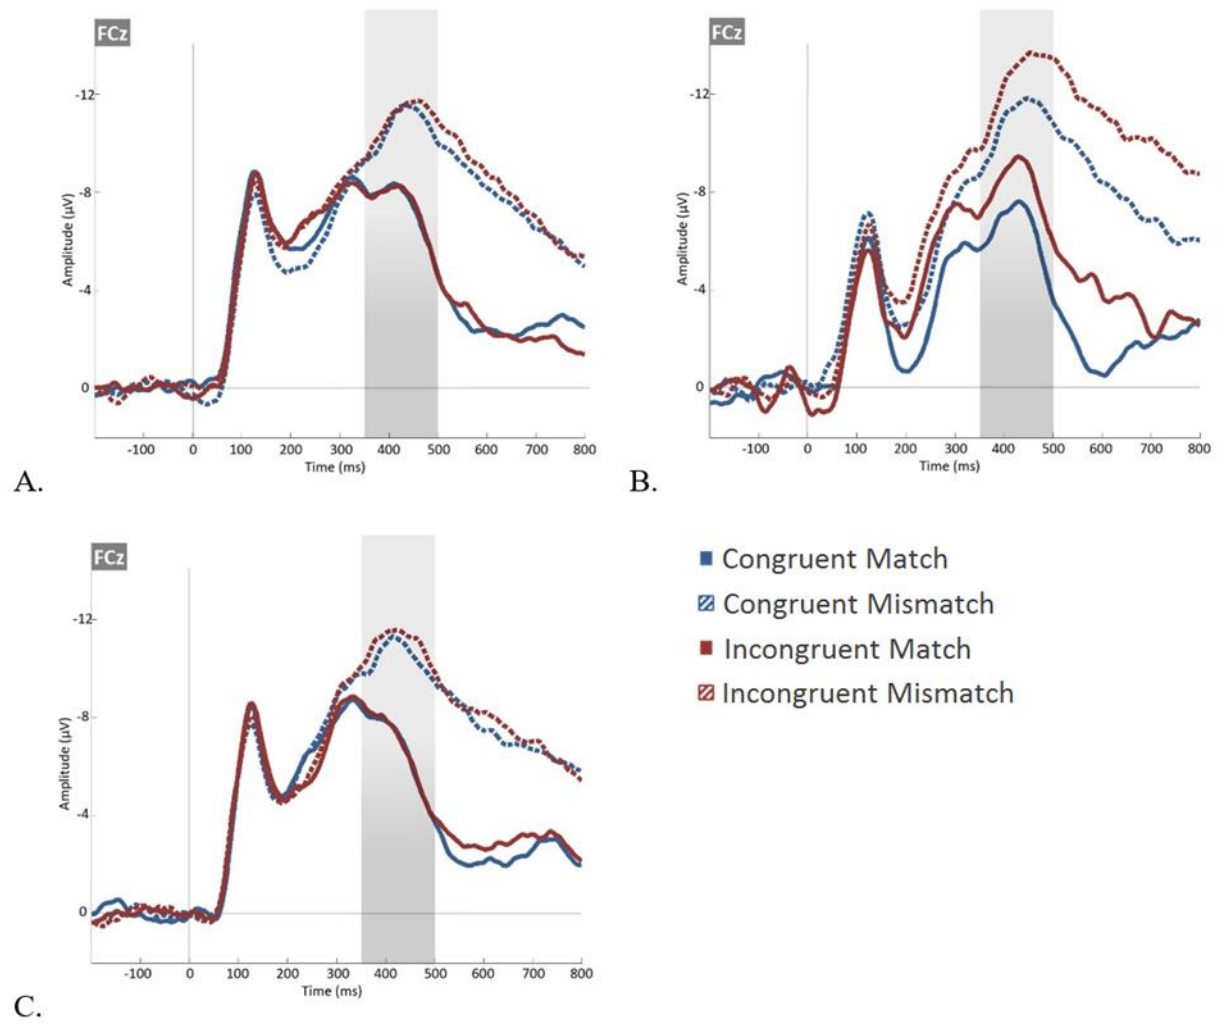 FCz
-12
-8
-4
0
Amplitude (µV)
-100 0 100 200 300 400 500 600 700 800
Time (ms)
A.
FCz
-12
-8
-4
0
Amplitude (µV)
-100 0 100 200 300 400 500 600 700 800
Time (ms)
B.
FCz
-12
-8
-4
0
Amplitude (µV)
-100 0 100 200 300 400 500 600 700 800
Time (ms)
C.
Congruent Match
Congruent Mismatch
Incongruent Match
Incongruent Mismatch